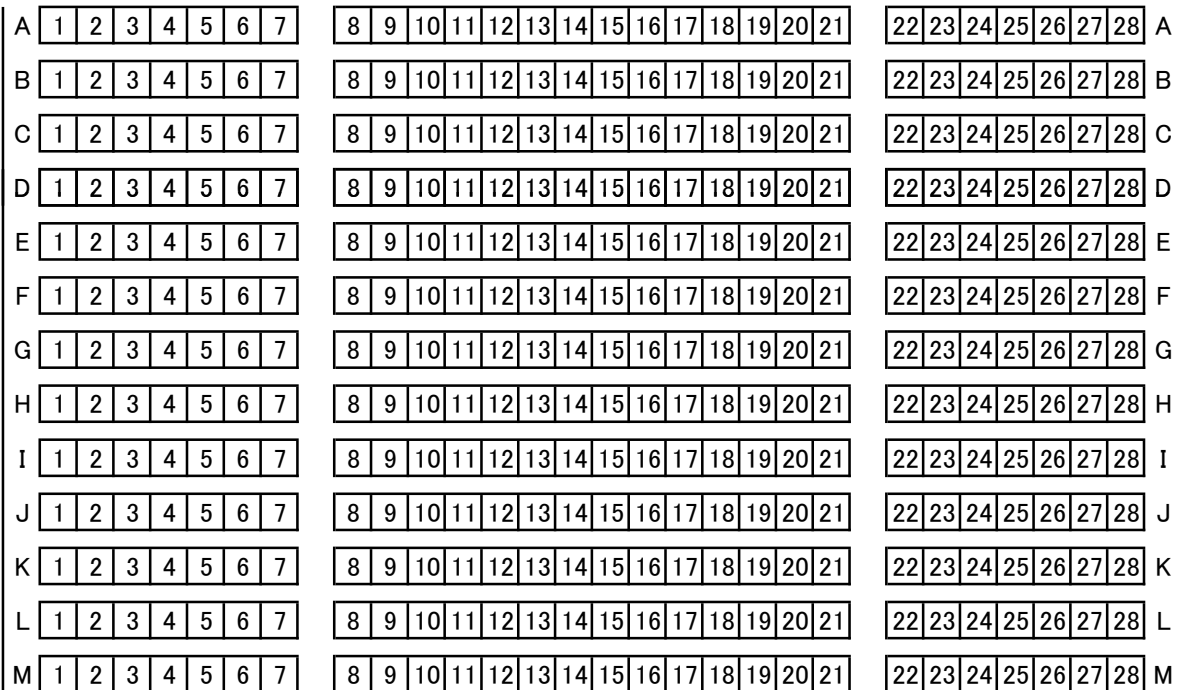 A 1 2 3 4 5 6 7 8 9 10 11 12 13 14 15 16 17 18 19 20 21 22 23 24 25 26 27 28 A
B 1 2 3 4 5 6 7 8 9 10 11 12 13 14 15 16 17 18 19 20 21 22 23 24 25 26 27 28 B
C 1 2 3 4 5 6 7 8 9 10 11 12 13 14 15 16 17 18 19 20 21 22 23 24 25 26 27 28 C
D 1 2 3 4 5 6 7 8 9 10 11 12 13 14 15 16 17 18 19 20 21 22 23 24 25 26 27 28 D
E 1 2 3 4 5 6 7 8 9 10 11 12 13 14 15 16 17 18 19 20 21 22 23 24 25 26 27 28 E
F 1 2 3 4 5 6 7 8 9 10 11 12 13 14 15 16 17 18 19 20 21 22 23 24 25 26 27 28 F
G 1 2 3 4 5 6 7 8 9 10 11 12 13 14 15 16 17 18 19 20 21 22 23 24 25 26 27 28 G
H 1 2 3 4 5 6 7 8 9 10 11 12 13 14 15 16 17 18 19 20 21 22 23 24 25 26 27 28 H
I 1 2 3 4 5 6 7 8 9 10 11 12 13 14 15 16 17 18 19 20 21 22 23 24 25 26 27 28 I
J 1 2 3 4 5 6 7 8 9 10 11 12 13 14 15 16 17 18 19 20 21 22 23 24 25 26 27 28 J
K 1 2 3 4 5 6 7 8 9 10 11 12 13 14 15 16 17 18 19 20 21 22 23 24 25 26 27 28 K
L 1 2 3 4 5 6 7 8 9 10 11 12 13 14 15 16 17 18 19 20 21 22 23 24 25 26 27 28 L
M 1 2 3 4 5 6 7 8 9 10 11 12 13 14 15 16 17 18 19 20 21 22 23 24 25 26 27 28 M